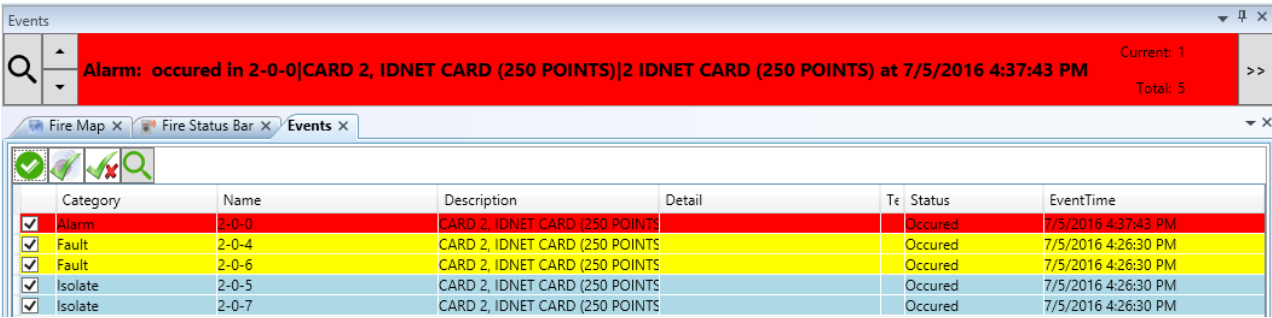 Events
Alarm: occured in 2-0-0|CARD 2, IDNET CARD (250 POINTS)|2 IDNET CARD (250 POINTS) at 7/5/2016 4:37:43 PM
Current: 1
Total: 5
>>
Fire Map X Fire Status Bar X Events X
Category Name Description Detail Te Status EventTime
Alarm 2-0-0 CARD 2, IDNET CARD (250 POINTS Occured 7/5/2016 4:37:43 PM
Fault 2-0-4 CARD 2, IDNET CARD (250 POINTS Occured 7/5/2016 4:26:30 PM
Fault 2-0-6 CARD 2, IDNET CARD (250 POINTS Occured 7/5/2016 4:26:30 PM
Isolate 2-0-5 CARD 2, IDNET CARD (250 POINTS Occured 7/5/2016 4:26:30 PM
Isolate 2-0-7 CARD 2, IDNET CARD (250 POINTS Occured 7/5/2016 4:26:30 PM